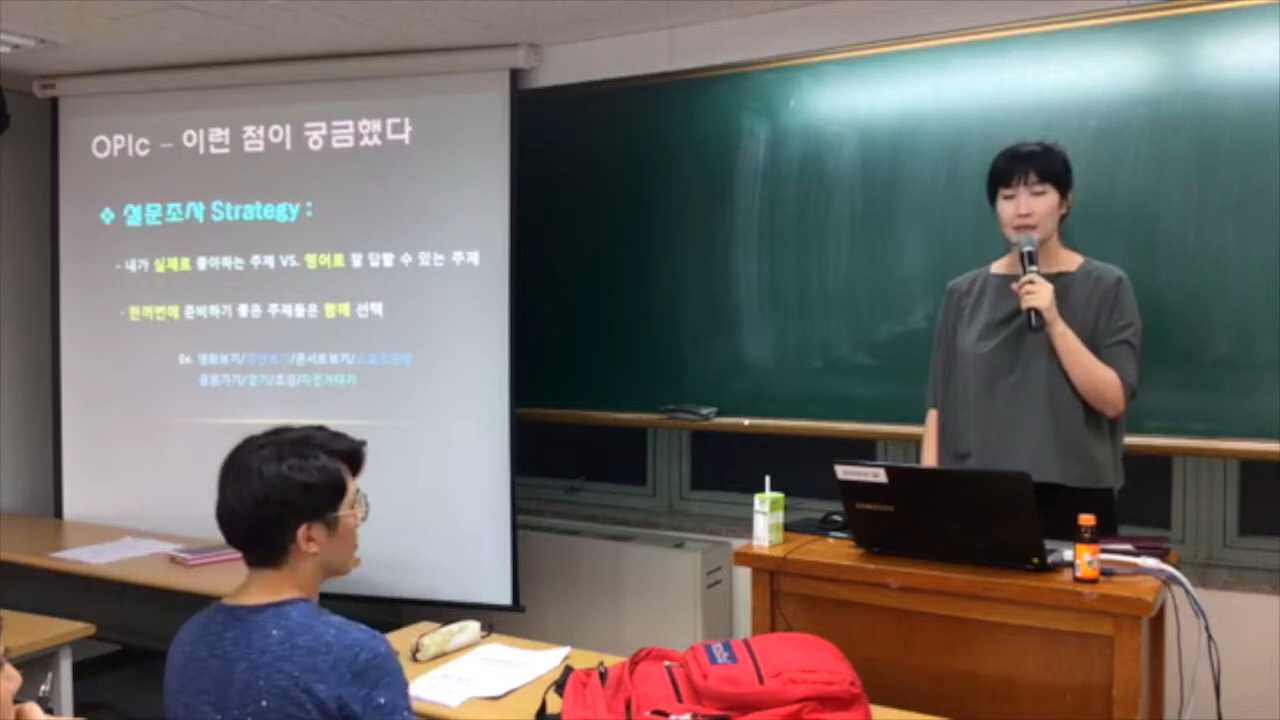 OPIc – 이런 점이 궁금했다
❖ 설문조사 Strategy :
- 내가 실제로 좋아하는 주제 VS. 영어로 잘 답할 수 있는 주제
- 한꺼번에 준비하기 좋은 주제들은 함께 선택
Ex. 영화보기/공연보기/콘서트보기/스포츠관람
공원가기/걷기/조깅/자전거타기
SAMSUNG